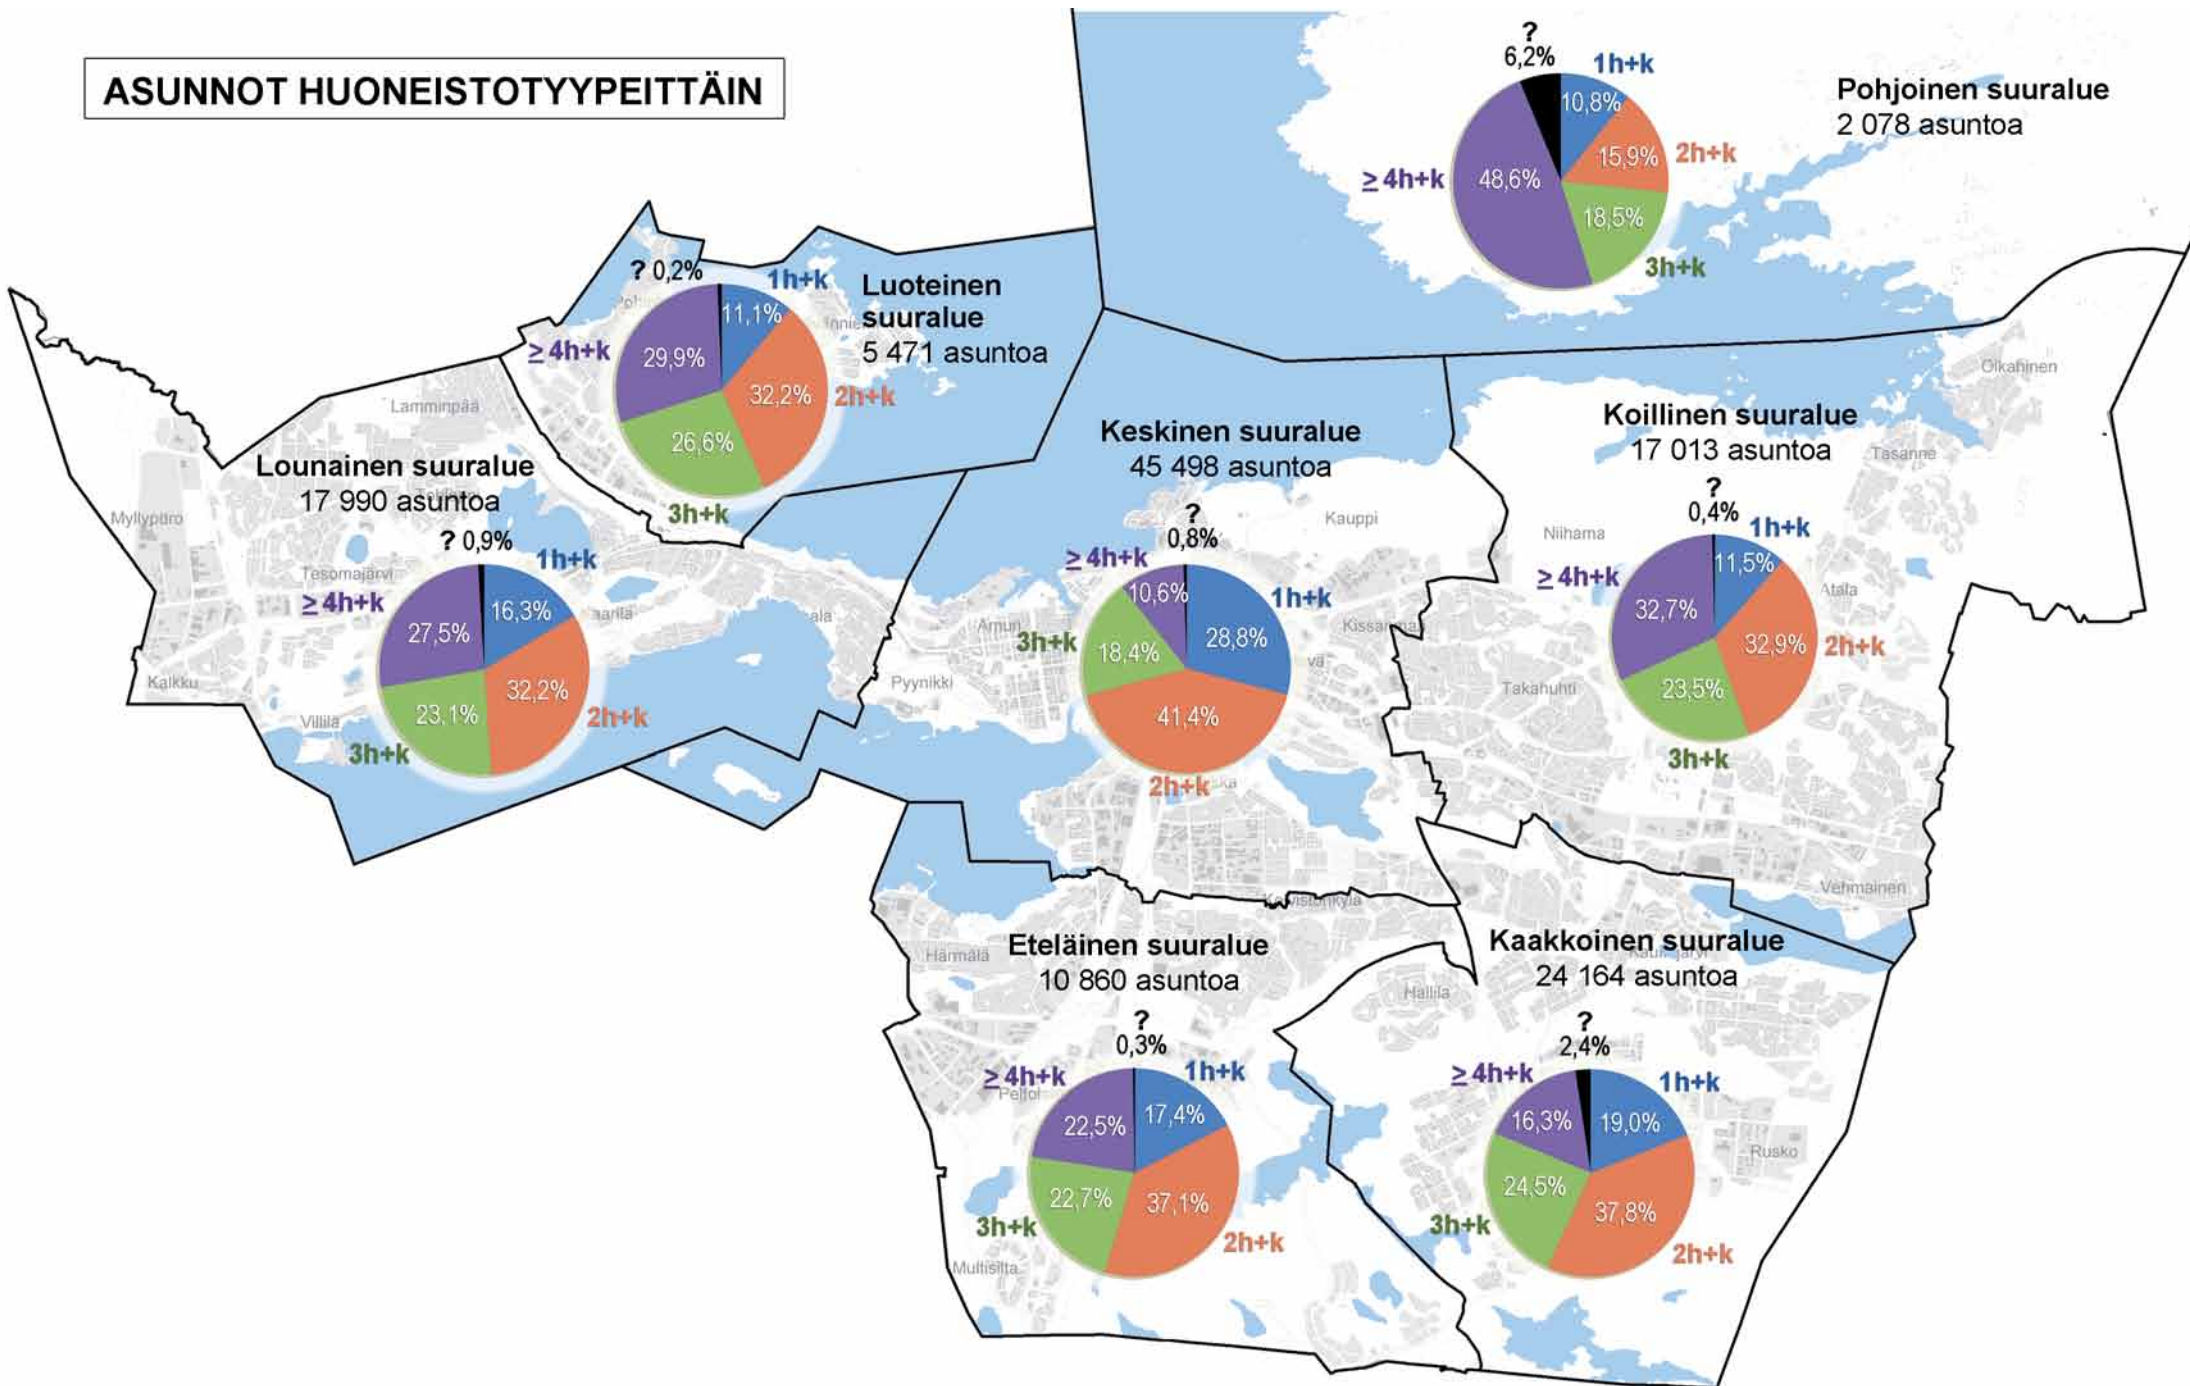 ASUNNOT HUONEISTOTYYPEITTÄIN
?
6,2%
1h+k
10,8%
15,9%
2h+k
≥ 4h+k
48,6%
18,5%
3h+k
Pohjoinen suuralue
2 078 asuntoa
? 0,2%
1h+k
11,1%
≥ 4h+k
29,9%
32,2%
2h+k
26,6%
3h+k
Luoteinen
suuralue
5 471 asuntoa
Lamminpää
Lounainen suuralue
17 990 asuntoa
Myllypuro
? 0,9%
1h+k
Tesomajärvi
≥ 4h+k
16,3%
27,5%
aarila
ala
32,2%
23,1%
2h+k
3h+k
Kalkku
Villilä
Keskinen suuralue
45 498 asuntoa
Kauppi
?
0,8%
≥ 4h+k
10,6%
1h+k
Amuri
3h+k
18,4%
28,8%
vä
Pyynikki
41,4%
2h+k
ska
Olkahinen
Koillinen suuralue
17 013 asuntoa
Tasanne
?
0,4%
1h+k
Niihama
11,5%
≥ 4h+k
Atala
32,7%
32,9%
2h+k
Takahuhti
23,5%
3h+k
Vehmainen
Koivistonkylä
Härmälä
Eteläinen suuralue
10 860 asuntoa
?
0,3%
1h+k
≥ 4h+k
Peltol
17,4%
22,5%
22,7%
37,1%
3h+k
2h+k
Multisilta
Kaakkoinen suuralue
24 164 asuntoa
Hallila
?
2,4%
≥ 4h+k
1h+k
16,3%
19,0%
Rusko
24,5%
37,8%
3h+k
2h+k